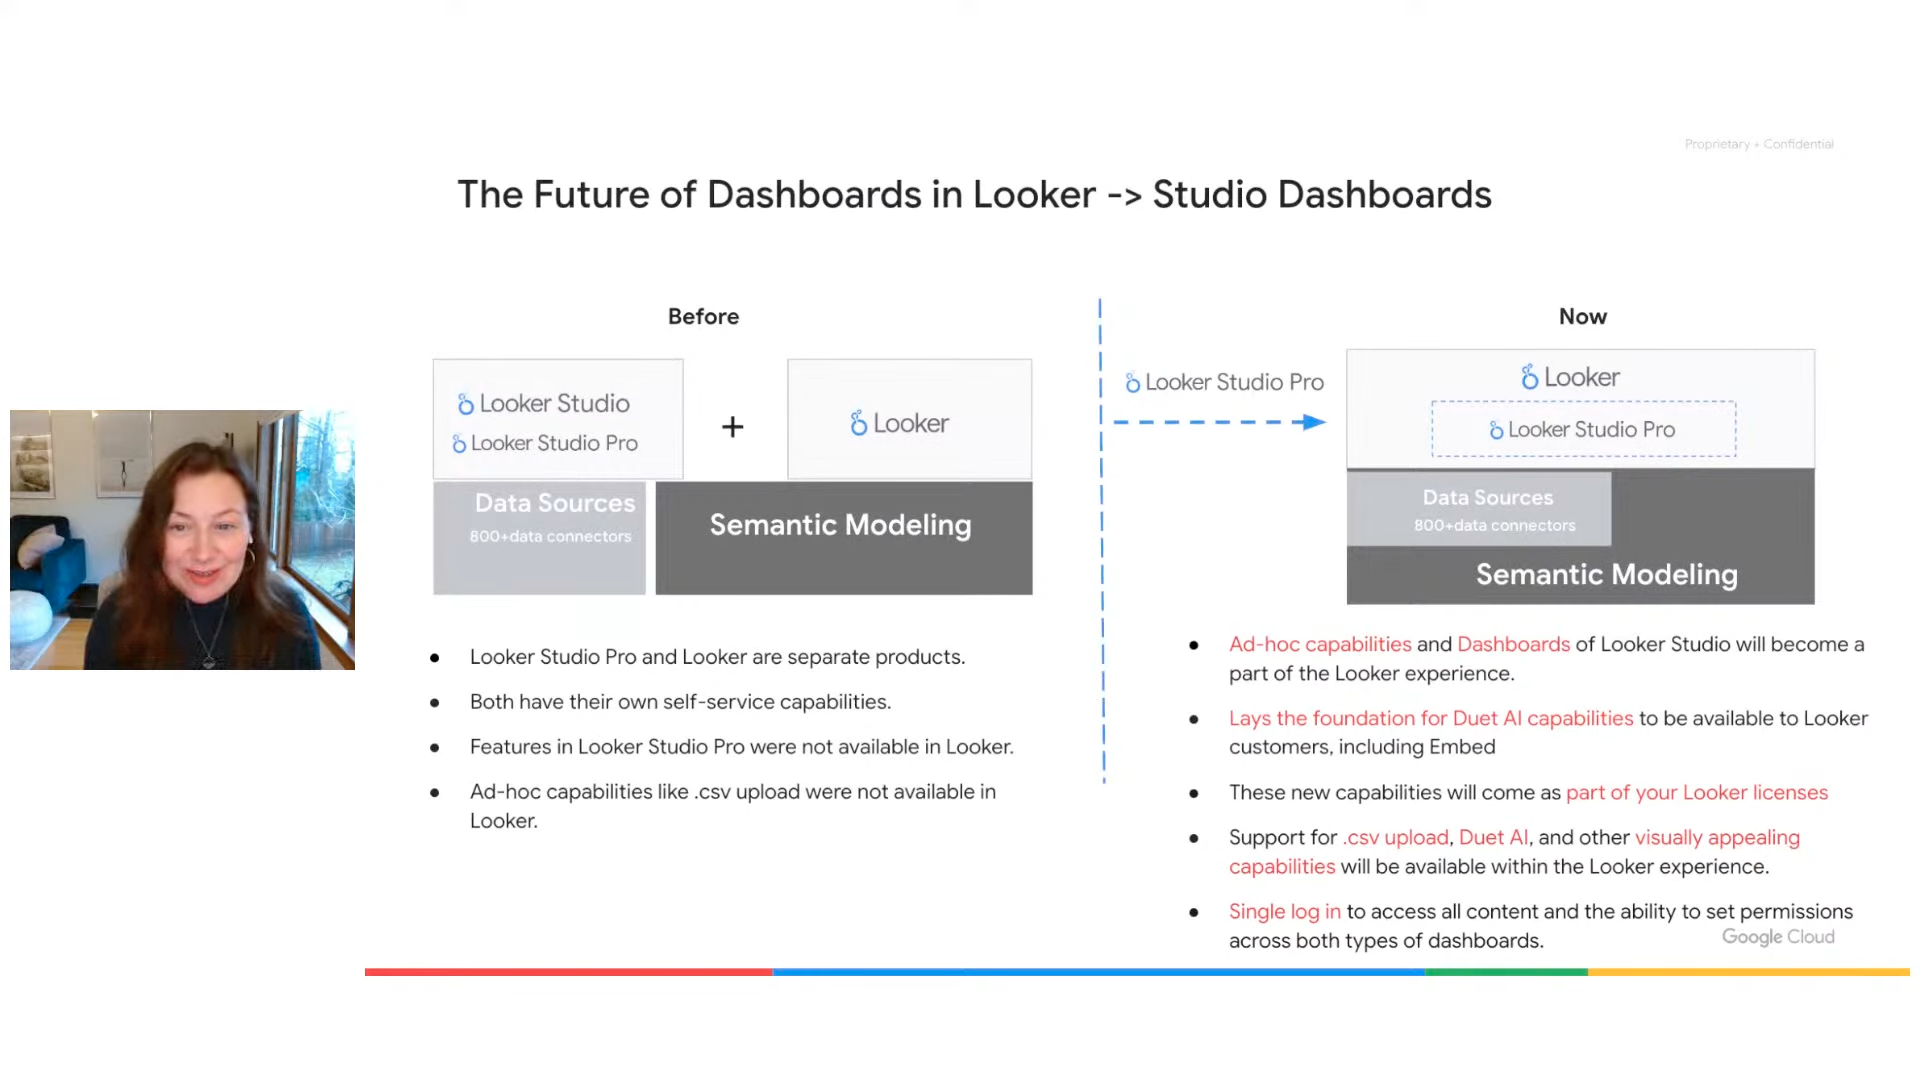 Proprietary + Confidential
The Future of Dashboards in Looker -> Studio Dashboards
Before
Looker Studio
Looker Studio Pro
+
Looker
Data Sources
800+data connectors
Semantic Modeling
Looker Studio Pro and Looker are separate products.
Both have their own self-service capabilities.
Features in Looker Studio Pro were not available in Looker.
Ad-hoc capabilities like .csv upload were not available in
Looker.
Looker Studio Pro
Now
Looker
Looker Studio Pro
Data Sources
800+data connectors
Semantic Modeling
Ad-hoc capabilities and Dashboards of Looker Studio will become a
part of the Looker experience.
Lays the foundation for Duet AI capabilities to be available to Looker
customers, including Embed
These new capabilities will come as part of your Looker licenses
Support for .csv upload, Duet AI, and other visually appealing
capabilities will be available within the Looker experience.
Single log in to access all content and the ability to set permissions
across both types of dashboards.
Google Cloud